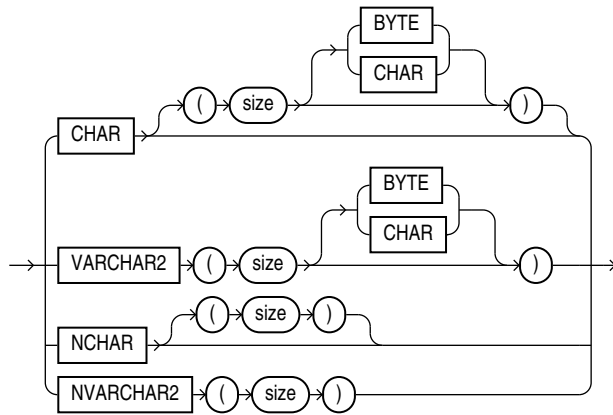 BYTE
( size CHAR )
CHAR
BYTE
CHAR
VARCHAR2 ( size )
( size )
NCHAR
NVARCHAR2 ( size )